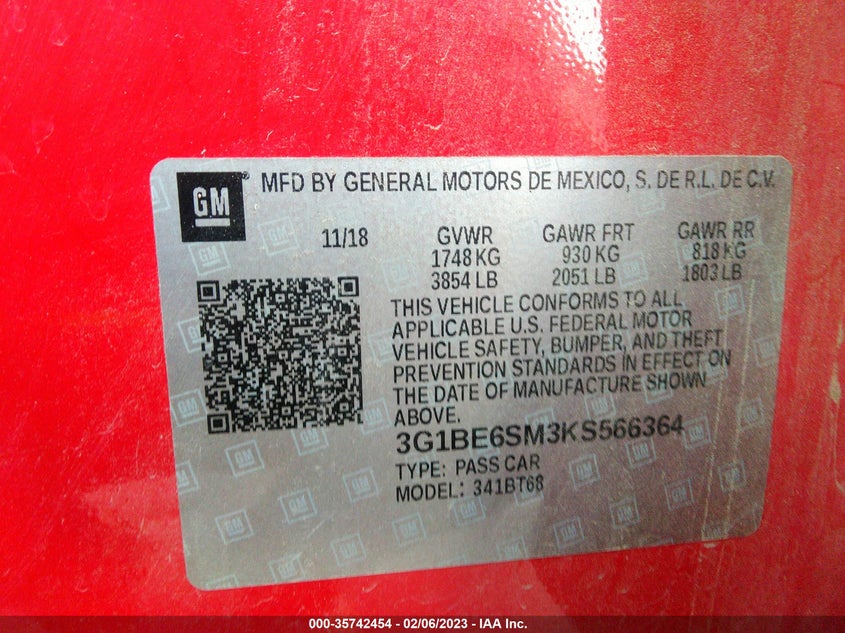 GM
MFD BY GENERAL MOTORS DE MEXICO, S. DE R.L. DE C.V.
11/18 GVWR GAWR FRT GAWR RR
1748 KG 930 KG 818 KG
3854 LB 2051 LB 1803 LB
THIS VEHICLE CONFORMS TO ALL
APPLICABLE U.S. FEDERAL MOTOR
VEHICLE SAFETY, BUMPER, AND THEFT
PREVENTION STANDARDS IN EFFECT ON
THE DATE OF MANUFACTURE SHOWN
ABOVE.
3G1BE6SM3KS566364
TYPE: PASS CAR
MODEL: 341BT68
000-35742454 - 02/06/2023 - IAA Inc.